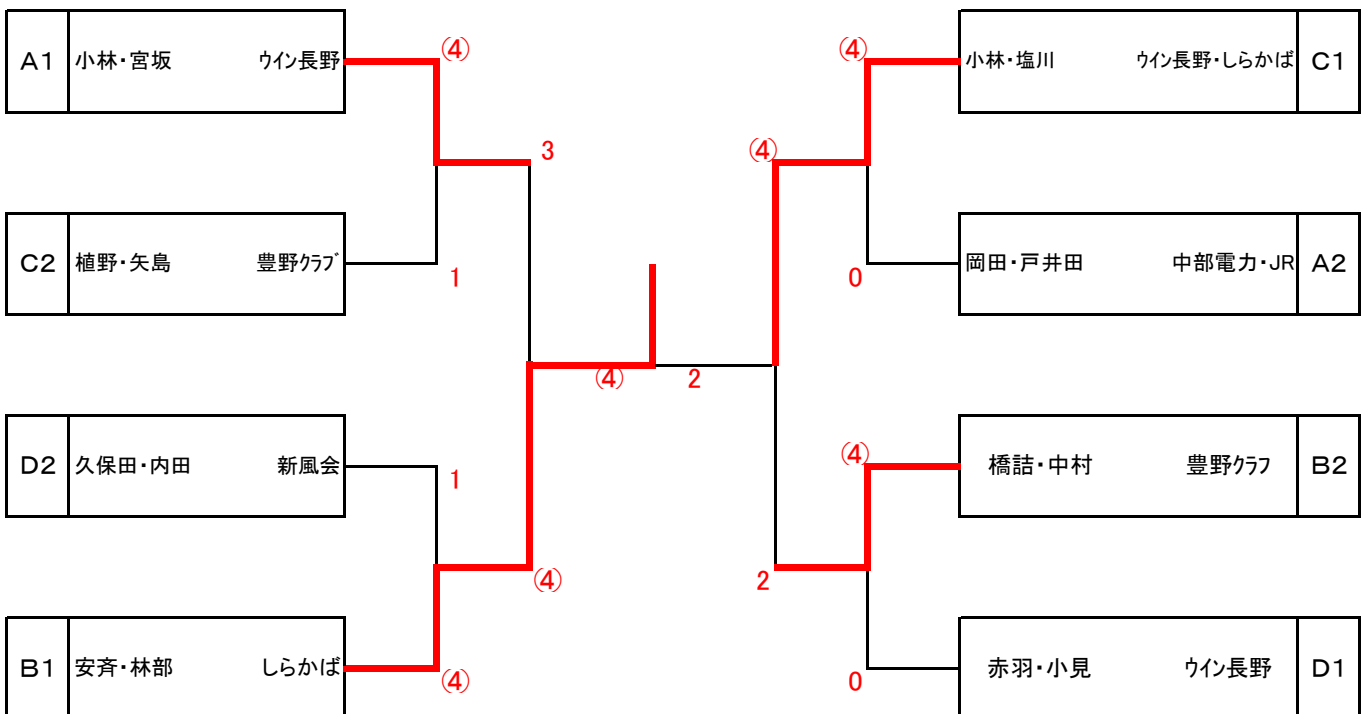 A1 小林・宮坂 ウイン長野 ④ ④ 小林・塩川 ウイン長野・しらかば C1
3 ④
C2 植野・矢島 豊野クラブ 1 0 岡田・戸井田 中部電力・JR A2
④ 2
D2 久保田・内田 新風会 1 ④ 橋詰・中村 豊野クラフ B2
④ 2
B1 安斉・林部 しらかば ④ 0 赤羽・小見 ウイン長野 D1